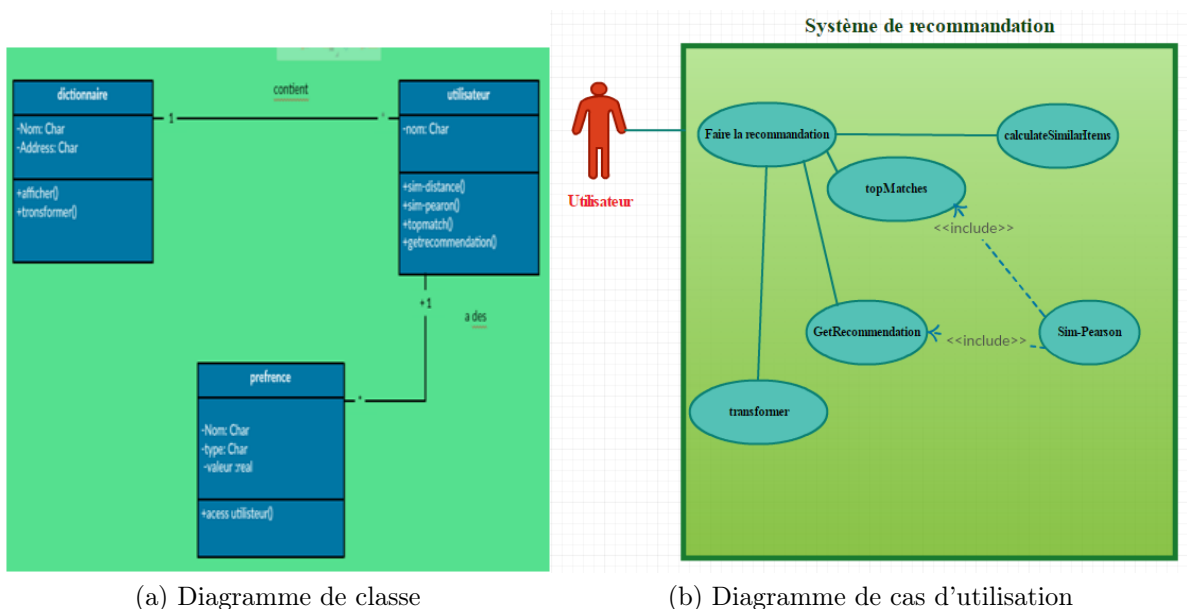 dictionnaire
-Nom: Char
-Address: Char
+afficher()
+tronsformer()
1
contient
*
utilisateur
-nom: Char
+sim-distance()
+sim-pearon()
+topmatch()
+getrecommendation()
+1
a des
*
prefrence
-Nom: Char
-type: Char
-valeur :real
+acess utilisteur()
(a) Diagramme de classe
Système de recommandation
Utilisateur
Faire la recommandation
calculateSimilarItems
topMatches
<<include>>
GetRecommendation
<<include>>
Sim-Pearson
transformer
(b) Diagramme de cas d'utilisation